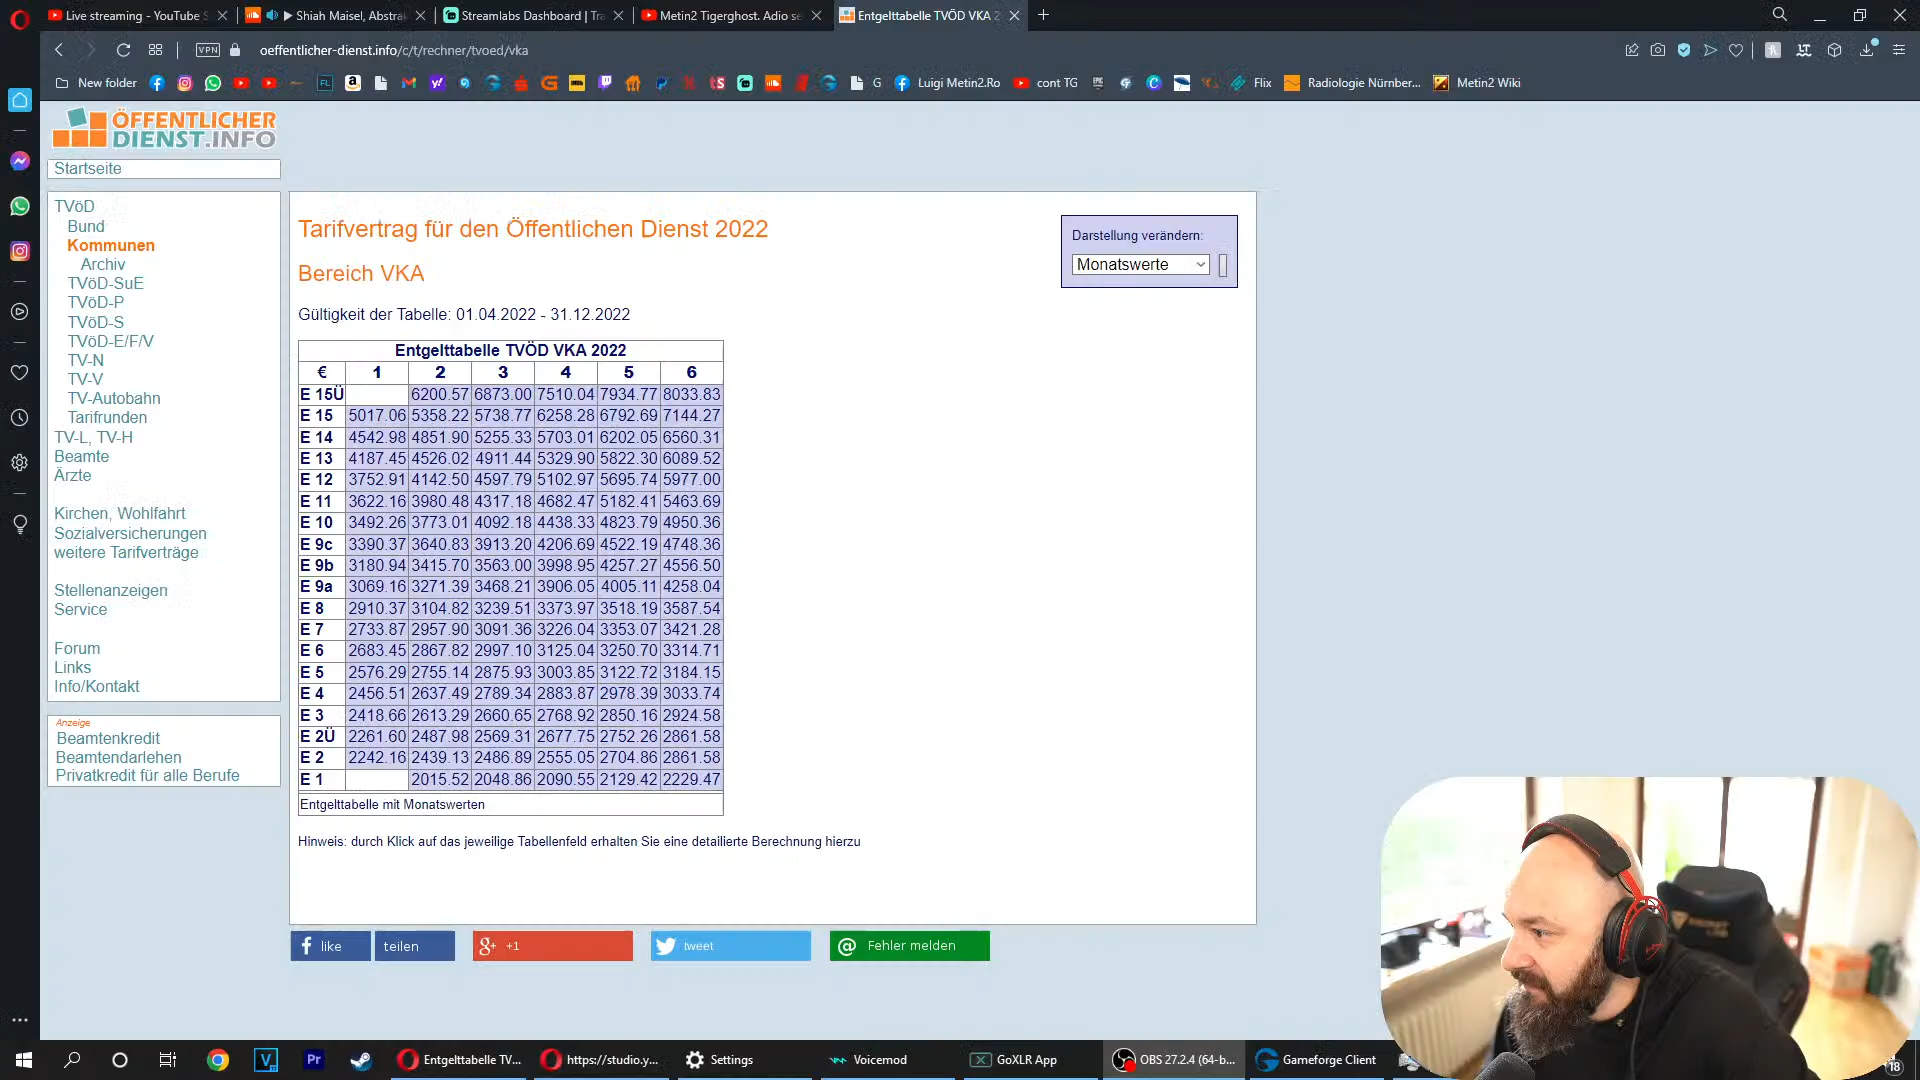 Live streaming - YouTube S
Shiah Maisel, Abstra
Streamlabs Dashboard | Tra
Metin2 Tigerghost. Adio se
Entgelttabelle TVÖD VKA 2
VPN
oeffentlicher-dienst.info/c/t/rechner/tvoed/vka
New folder
G
Luigi Metin2.Ro
cont TG
Flix
Radiologie Nürnber...
Metin2 Wiki
ÖFFENTLICHER
DIENST.INFO
Startseite
TVöD
Bund
Kommunen
Archiv
TVöD-SuE
TVöD-P
TVöD-S
TVöD-E/F/V
TV-N
TV-V
TV-Autobahn
Tarifrunden
TV-L, TV-H
Beamte
Ärzte
Kirchen, Wohlfahrt
Sozialversicherungen
weitere Tarifverträge
Stellenanzeigen
Service
Forum
Links
Info/Kontakt
Anzeige
Beamtenkredit
Beamtendarlehen
Privatkredit für alle Berufe
Tarifvertrag für den Öffentlichen Dienst 2022
Bereich VKA
Gültigkeit der Tabelle: 01.04.2022 - 31.12.2022
Darstellung verändern:
Monatswerte
Entgelttabelle TVÖD VKA 2022
€ 1 2 3 4 5 6
E 15Ü 6200.57 6873.00 7510.04 7934.77 8033.83
E 15 5017.06 5358.22 5738.77 6258.28 6792.69 7144.27
E 14 4542.98 4851.90 5255.33 5703.01 6202.05 6560.31
E 13 4187.45 4526.02 4911.44 5329.90 5822.30 6089.52
E 12 3752.91 4142.50 4597.79 5102.97 5695.74 5977.00
E 11 3622.16 3980.48 4317.18 4682.47 5182.41 5463.69
E 10 3492.26 3773.01 4092.18 4438.33 4823.79 4950.36
E 9c 3390.37 3640.83 3913.20 4206.69 4522.19 4748.36
E 9b 3180.94 3415.70 3563.00 3998.95 4257.27 4556.50
E 9a 3069.16 3271.39 3468.21 3906.05 4005.11 4258.04
E 8 2910.37 3104.82 3239.51 3373.97 3518.19 3587.54
E 7 2733.87 2957.90 3091.36 3226.04 3353.07 3421.28
E 6 2683.45 2867.82 2997.10 3125.04 3250.70 3314.71
E 5 2576.29 2755.14 2875.93 3003.85 3122.72 3184.15
E 4 2456.51 2637.49 2789.34 2883.87 2978.39 3033.74
E 3 2418.66 2613.29 2660.65 2768.92 2850.16 2924.58
E 2Ü 2261.60 2487.98 2569.31 2677.75 2752.26 2861.58
E 2 2242.16 2439.13 2486.89 2555.05 2704.86 2861.58
E 1 2015.52 2048.86 2090.55 2129.42 2229.47
Entgelttabelle mit Monatswerten
Hinweis: durch Klick auf das jeweilige Tabellenfeld erhalten Sie eine detailierte Berechnung hierzu
like
teilen
g+ +1
tweet
@ Fehler melden
Entgelttabelle TV...
https://studio.y...
Settings
Voicemod
GoXLR App
OBS 27.2.4 (64-b...
Gameforge Client
18